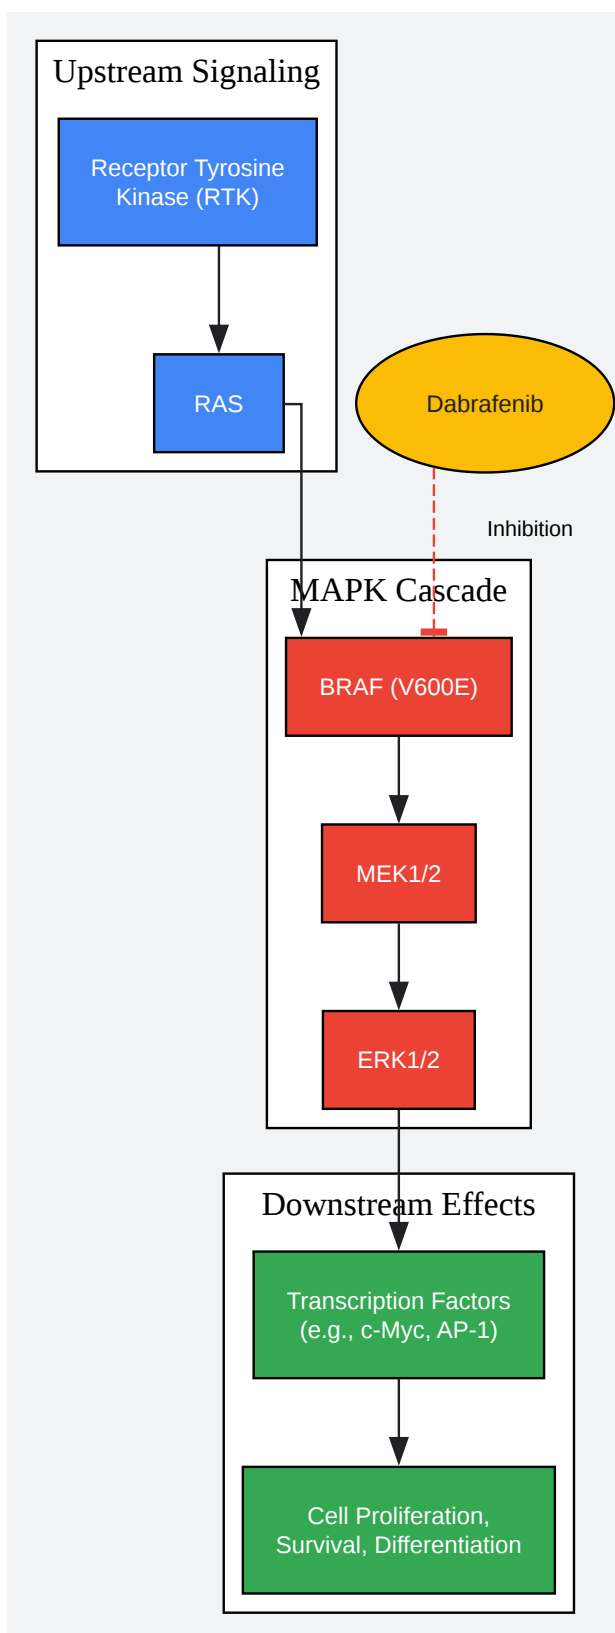 Upstream Signaling
Receptor Tyrosine
Kinase (RTK)
RAS
Dabrafenib
Inhibition
MAPK Cascade
BRAF (V600E)
MEK1/2
ERK1/2
Downstream Effects
Transcription Factors
(e.g., c-Myc, AP-1)
Cell Proliferation,
Survival, Differentiation